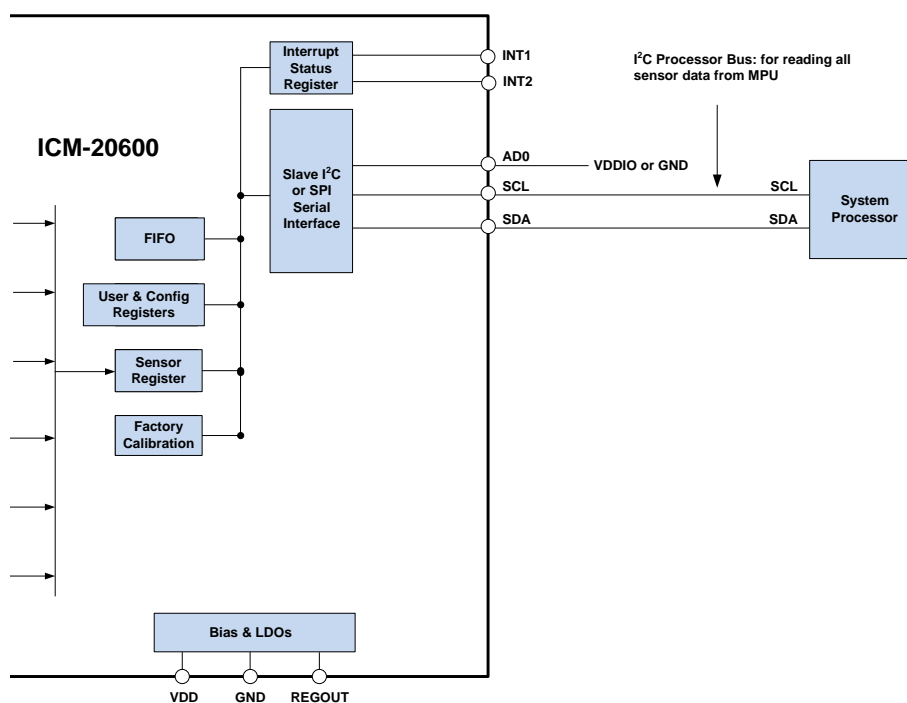 Interrupt
Status
Register
INT1
INT2
I²C Processor Bus: for reading all
sensor data from MPU
ICM-20600
Slave I²C
or SPI
Serial
Interface
AD0
VDDIO or GND
SCL
SCL
SDA
SDA
System
Processor
FIFO
User & Config
Registers
Sensor
Register
Factory
Calibration
Bias & LDOs
VDD
GND
REGOUT